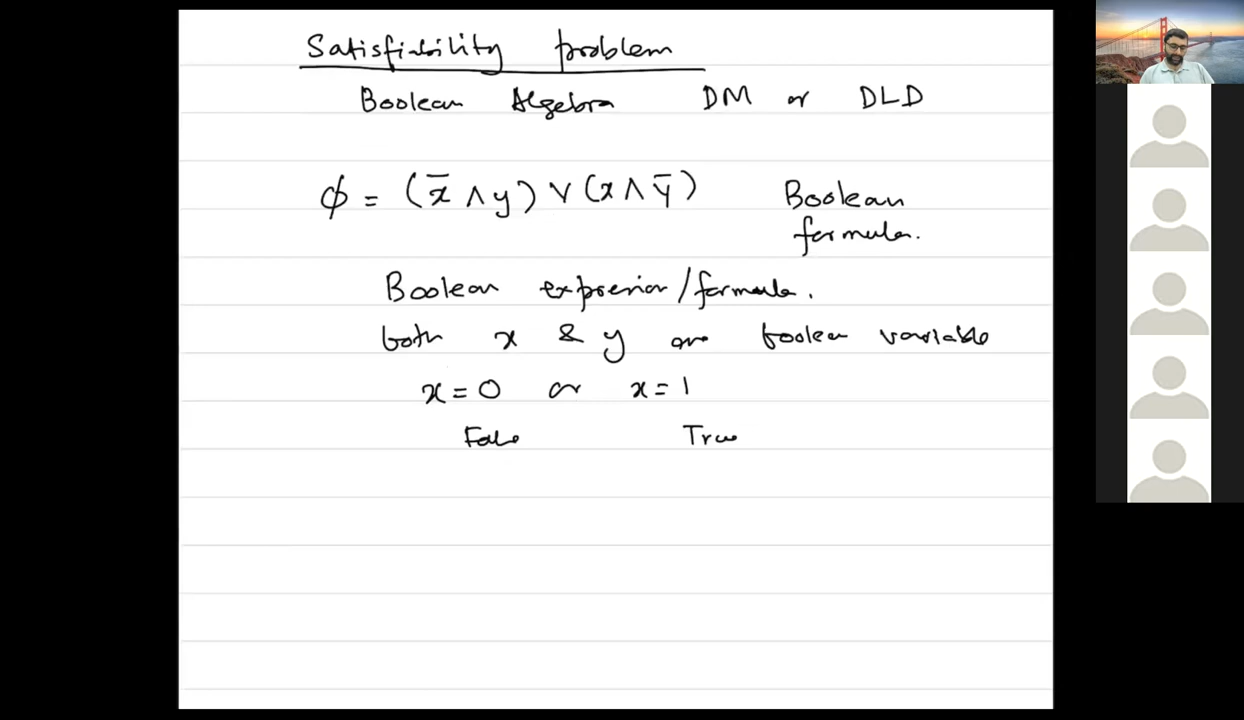 Satisfiability problem
Boolean Algebra DM or DLD
ϕ = (x̄ ∧ y) ∨ (x ∧ ȳ) Boolean
formula.
Boolean expression/formula.
both x & y are boolean variable
x = 0 or x = 1
False True